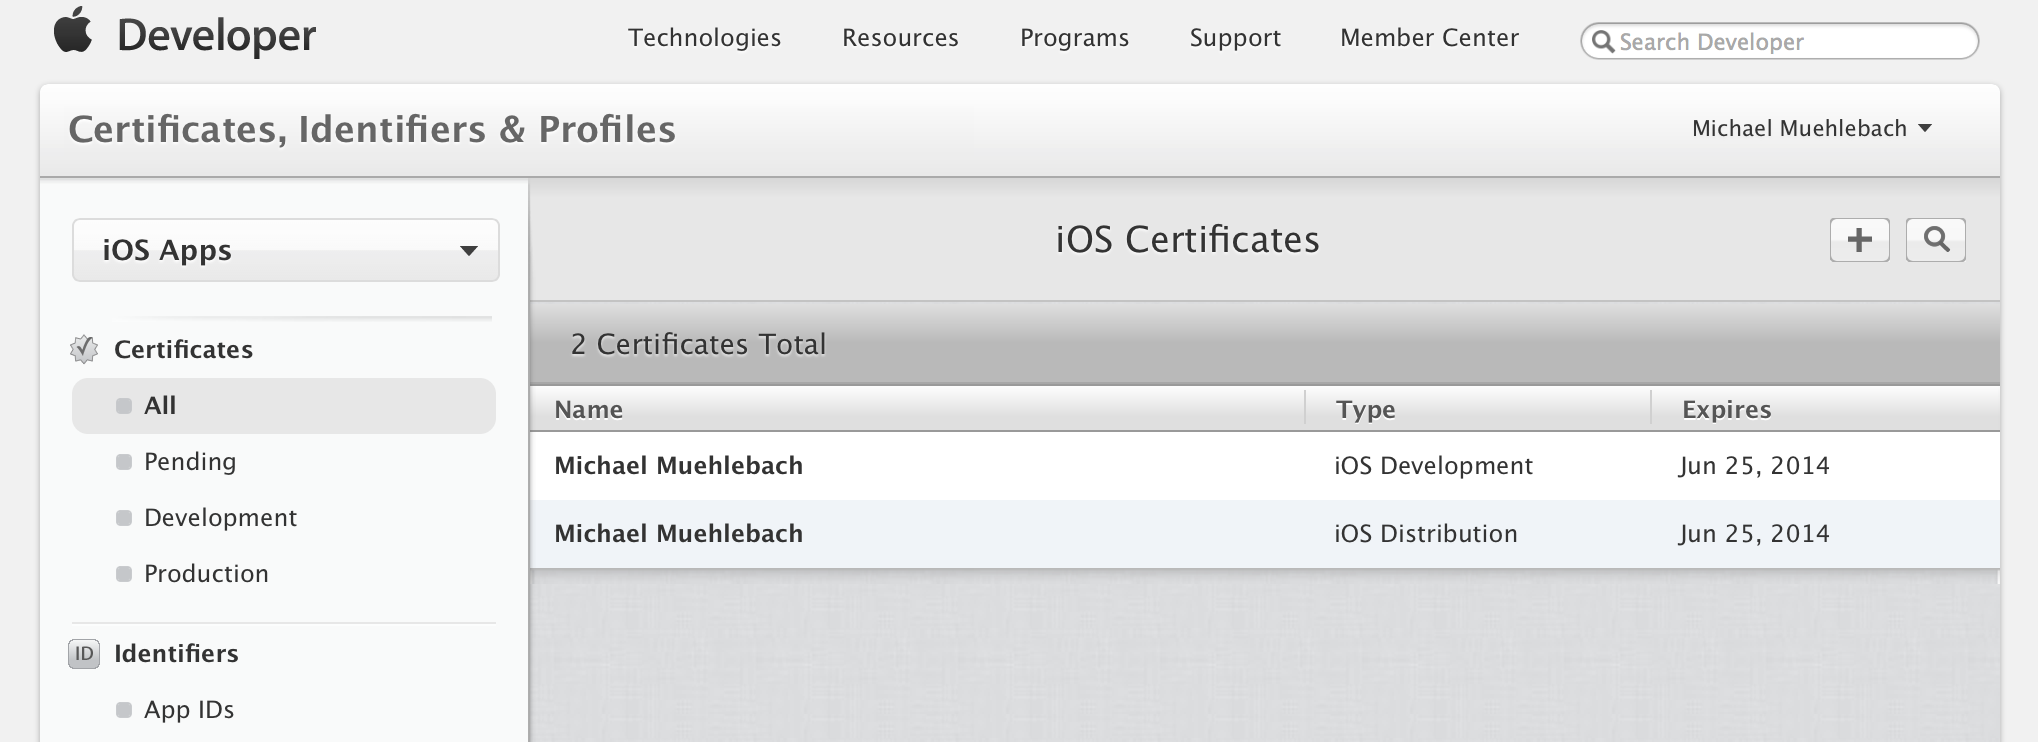 Developer
Technologies
Resources
Programs
Support
Member Center
Search Developer
Certificates, Identifiers & Profiles
Michael Muehlebach
iOS Apps
Certificates
All
Pending
Development
Production
ID Identifiers
App IDs
iOS Certificates
2 Certificates Total
Name Type Expires
Michael Muehlebach iOS Development Jun 25, 2014
Michael Muehlebach iOS Distribution Jun 25, 2014